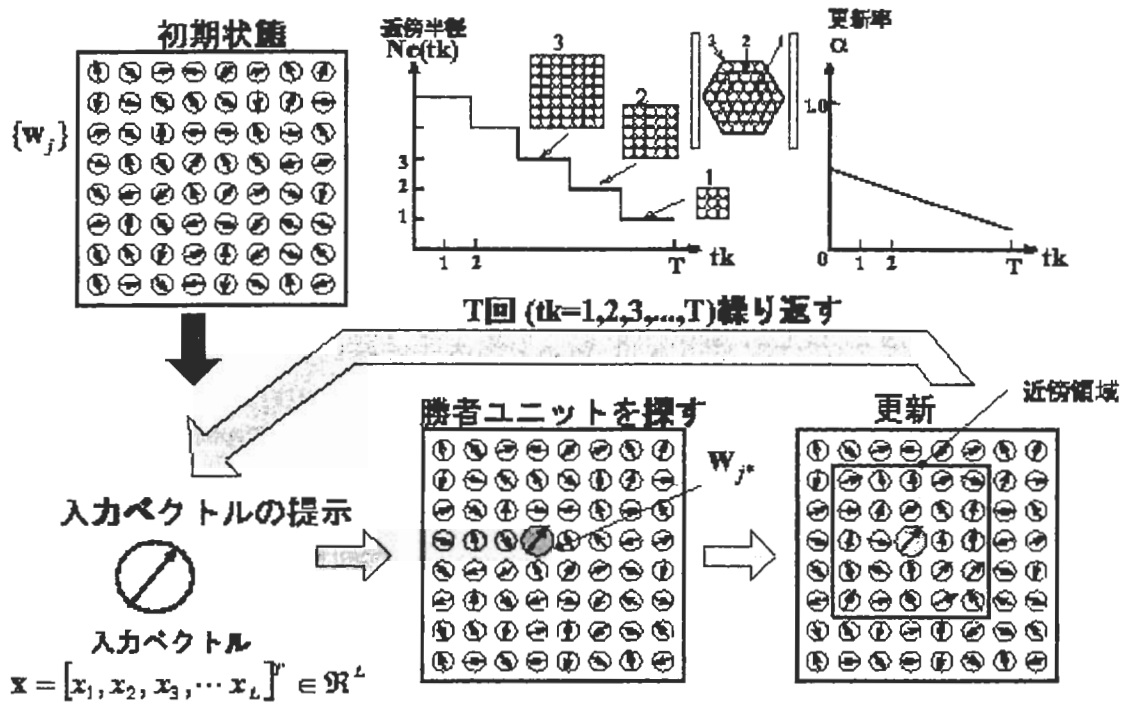 初期状態
{w_j}
近傍半径
Nc(tk)
3
2
1
3
2
1
1 2 T tk
3 2 1
更新率
α
1.0
0 1 2 T tk
T回 (tk=1,2,3,...,T)繰り返す
入力ベクトルの提示
入力ベクトル
x = [x_1, x_2, x_3, ⋯ x_L]^T ∈ ℜ^L
勝者ユニットを探す
W_j*
更新
近傍領域